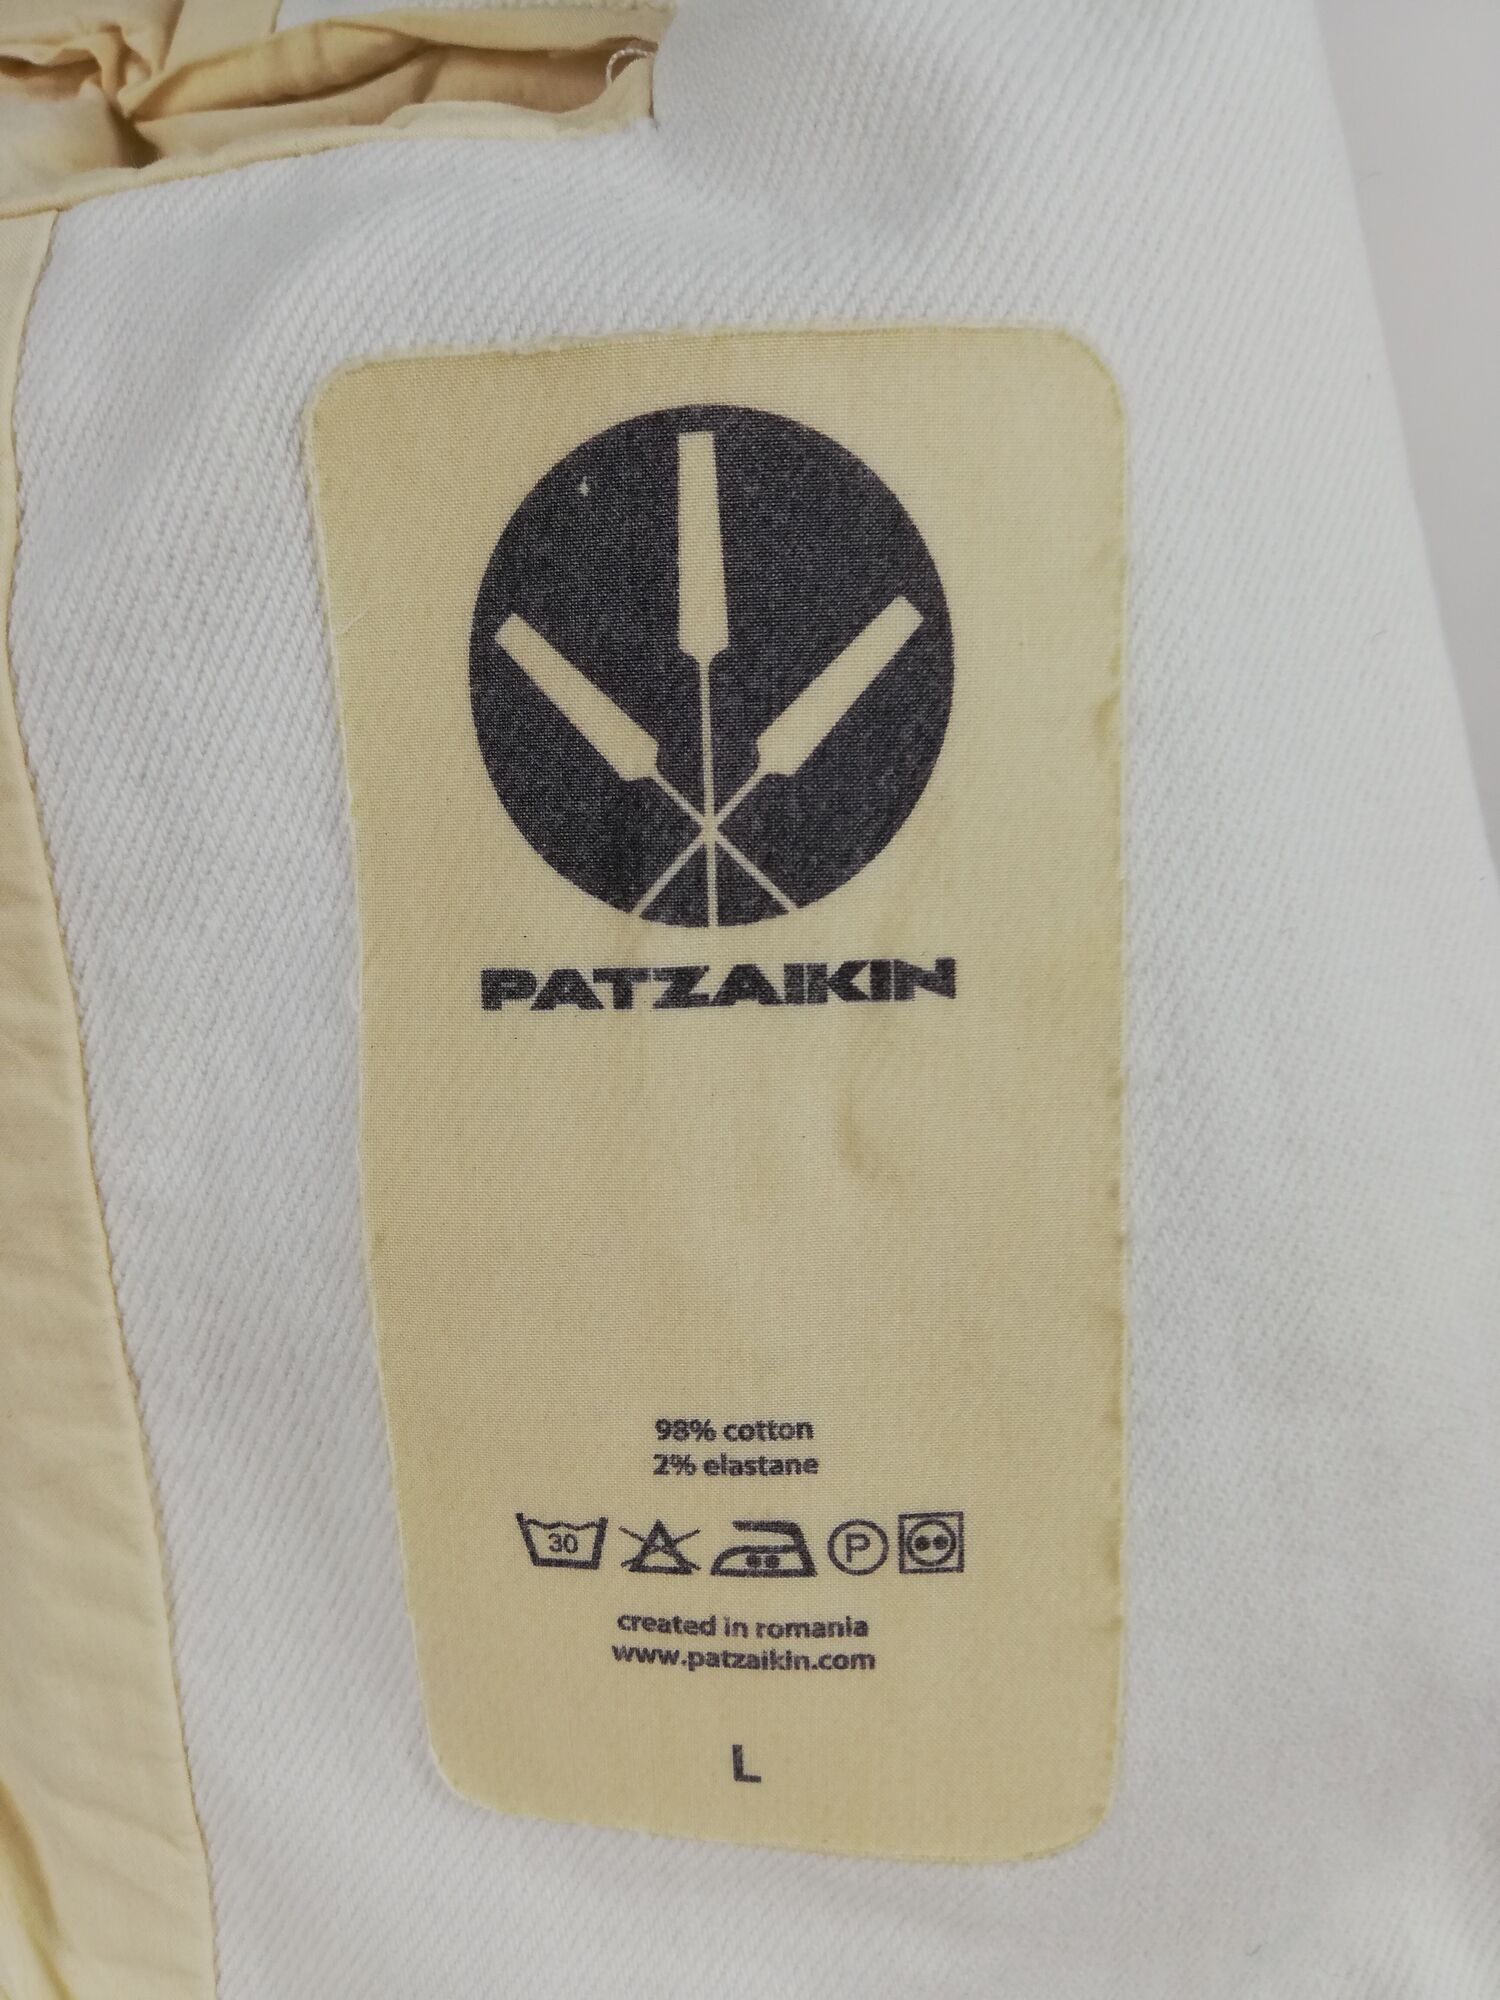 PATZAIKIN
98% cotton
2% elastane
30 A P
created in romania
www.patzaikin.com
L